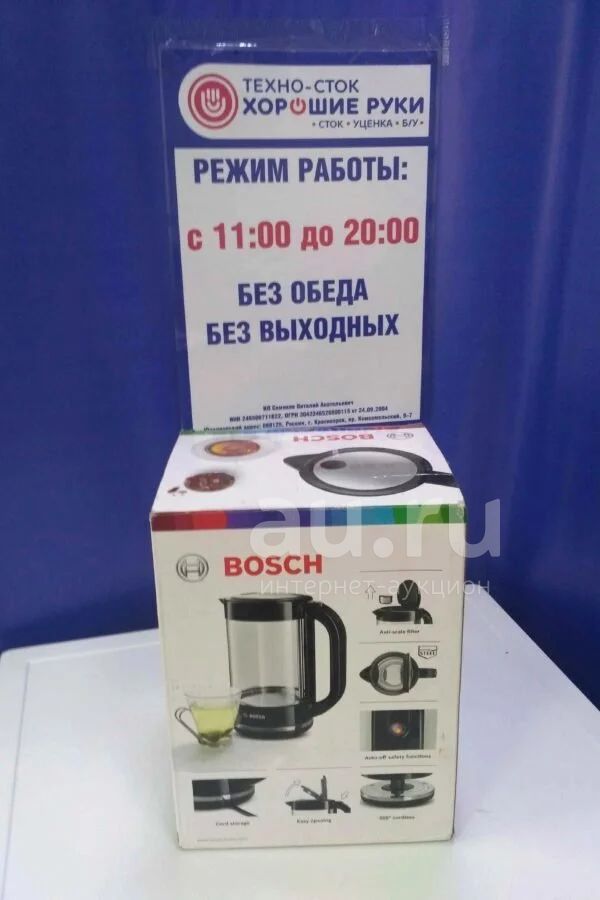 ТЕХНО-СТОК
ХОРОШИЕ РУКИ
• СТОК • УЦЕНКА • Б/У •
РЕЖИМ РАБОТЫ:
с 11:00 до 20:00
БЕЗ ОБЕДА
БЕЗ ВЫХОДНЫХ
BOSCH
au.ru
интернет-аукцион
BOSCH
Anti-scale filter
BOSCH
Auto-off safety functions
Cord storage
Easy opening
360° cordless